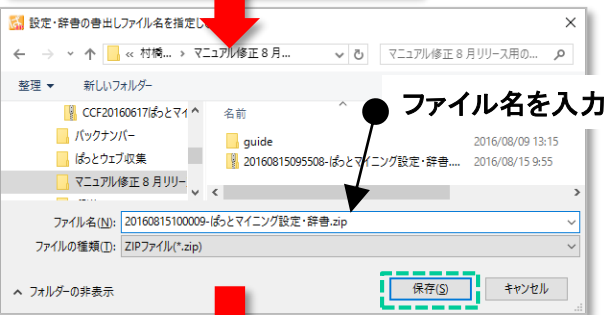 設定・辞書の書出しファイル名を指定し
« 村橋... › マニュアル修正 8 月...
マニュアル修正 8 月リリース用の...
整理 ▼ 新しいフォルダー
ファイル名を入力
CCF20160617ぱっとマイ
バックナンバー
ぱっとウェブ収集
マニュアル修正 8 月リリー
名前
guide 2016/08/09 13:15
20160815095508-ぱっとマイニング設定・辞書.... 2016/08/15 9:55
ファイル名(N): 20160815100009-ぱっとマイニング設定・辞書.zip
ファイルの種類(T): ZIPファイル(*.zip)
フォルダーの非表示
保存(S) キャンセル